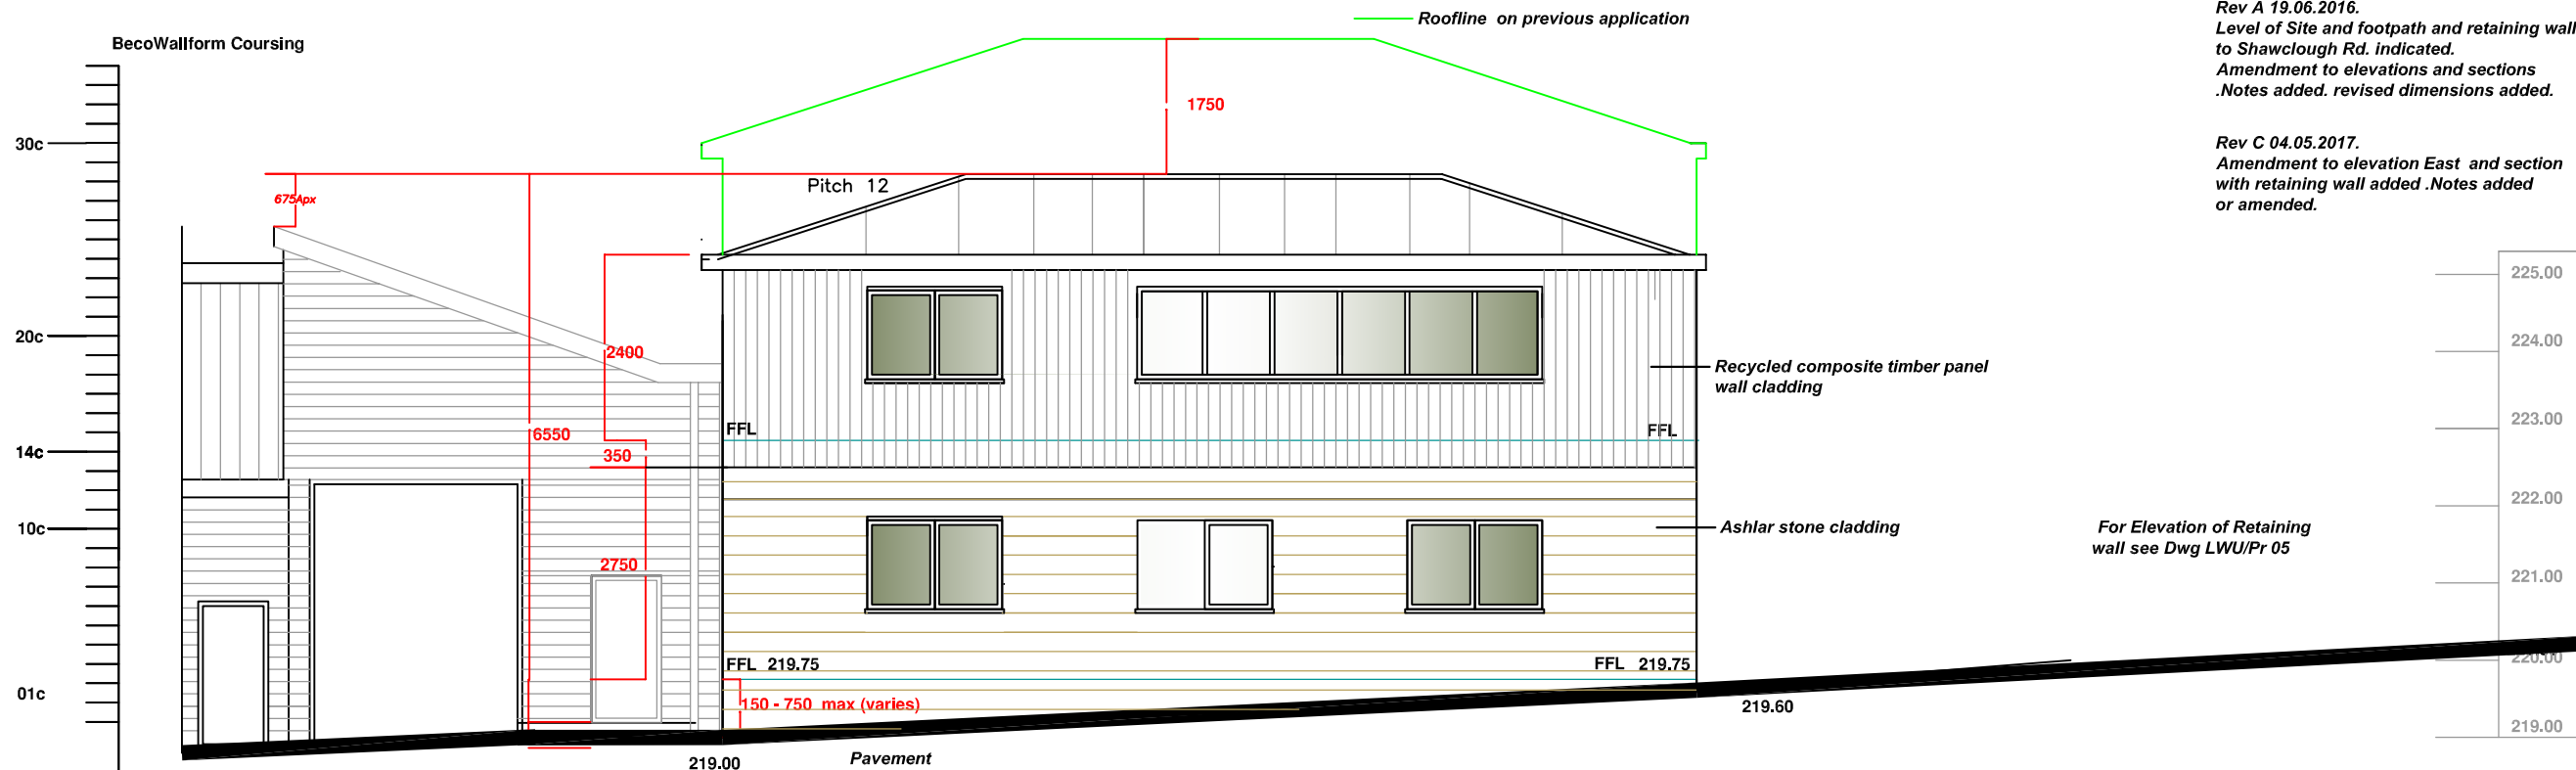 Roofline on previous application
BecoWallform Coursing
Rev A 19.06.2016.
Level of Site and footpath and retaining wall
to Shawclough Rd. indicated.
Amendment to elevations and sections
.Notes added. revised dimensions added.
Rev C 04.05.2017.
Amendment to elevation East and section
with retaining wall added .Notes added
or amended.
1750
30c
Pitch 12
675Apx
225.00
20c
224.00
2400
Recycled composite timber panel
wall cladding
223.00
FFL
FFL
6550
14c
350
222.00
10c
Ashlar stone cladding
For Elevation of Retaining
wall see Dwg LWU/Pr 05
2750
221.00
220.00
FFL 219.75
FFL 219.75
01c
150 - 750 max (varies)
219.60
219.00
219.00
Pavement